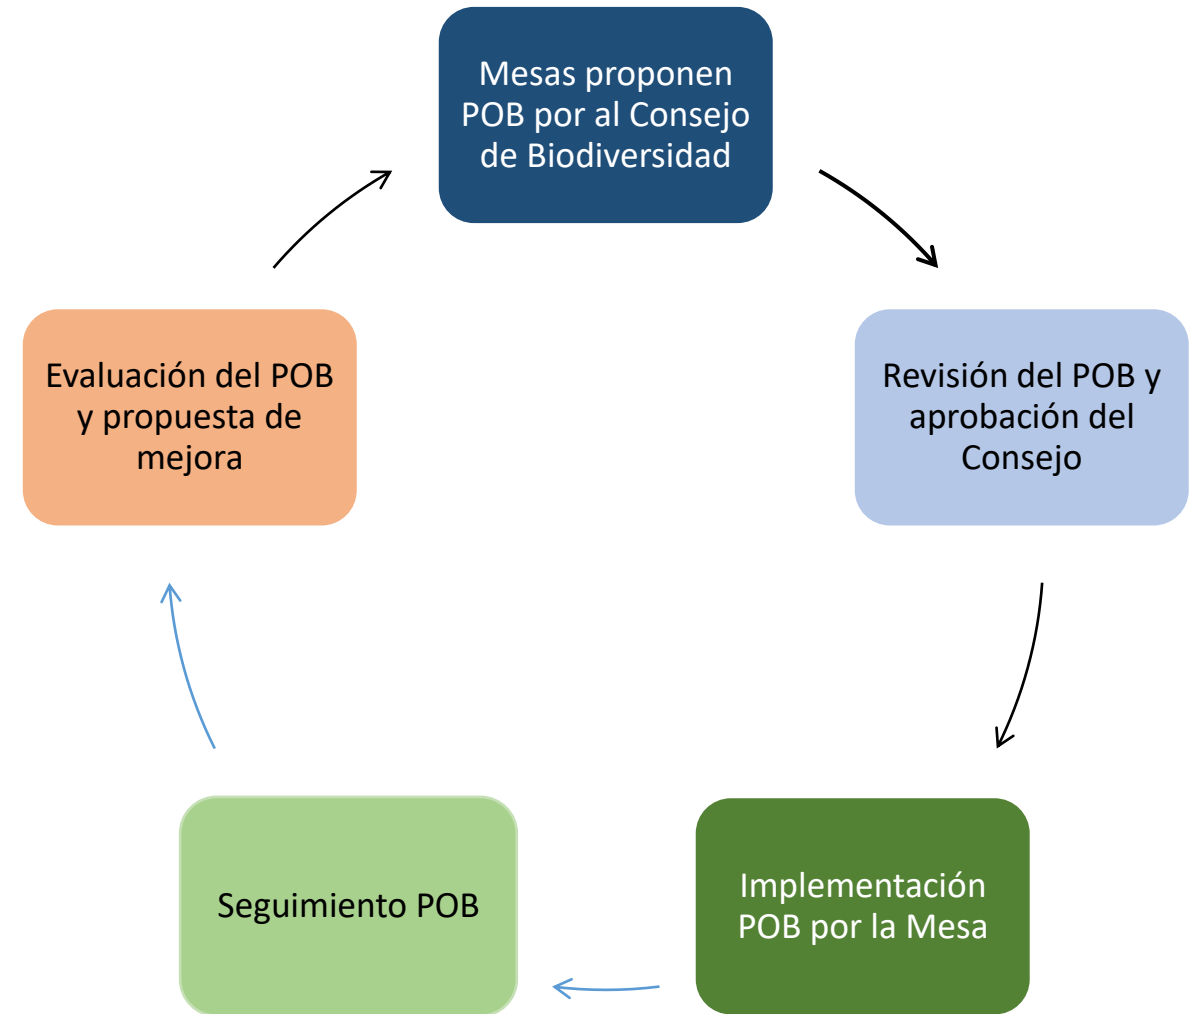 Mesas proponen
POB por al Consejo
de Biodiversidad
Revisión del POB y
aprobación del
Consejo
Implementación
POB por la Mesa
Seguimiento POB
Evaluación del POB
y propuesta de
mejora